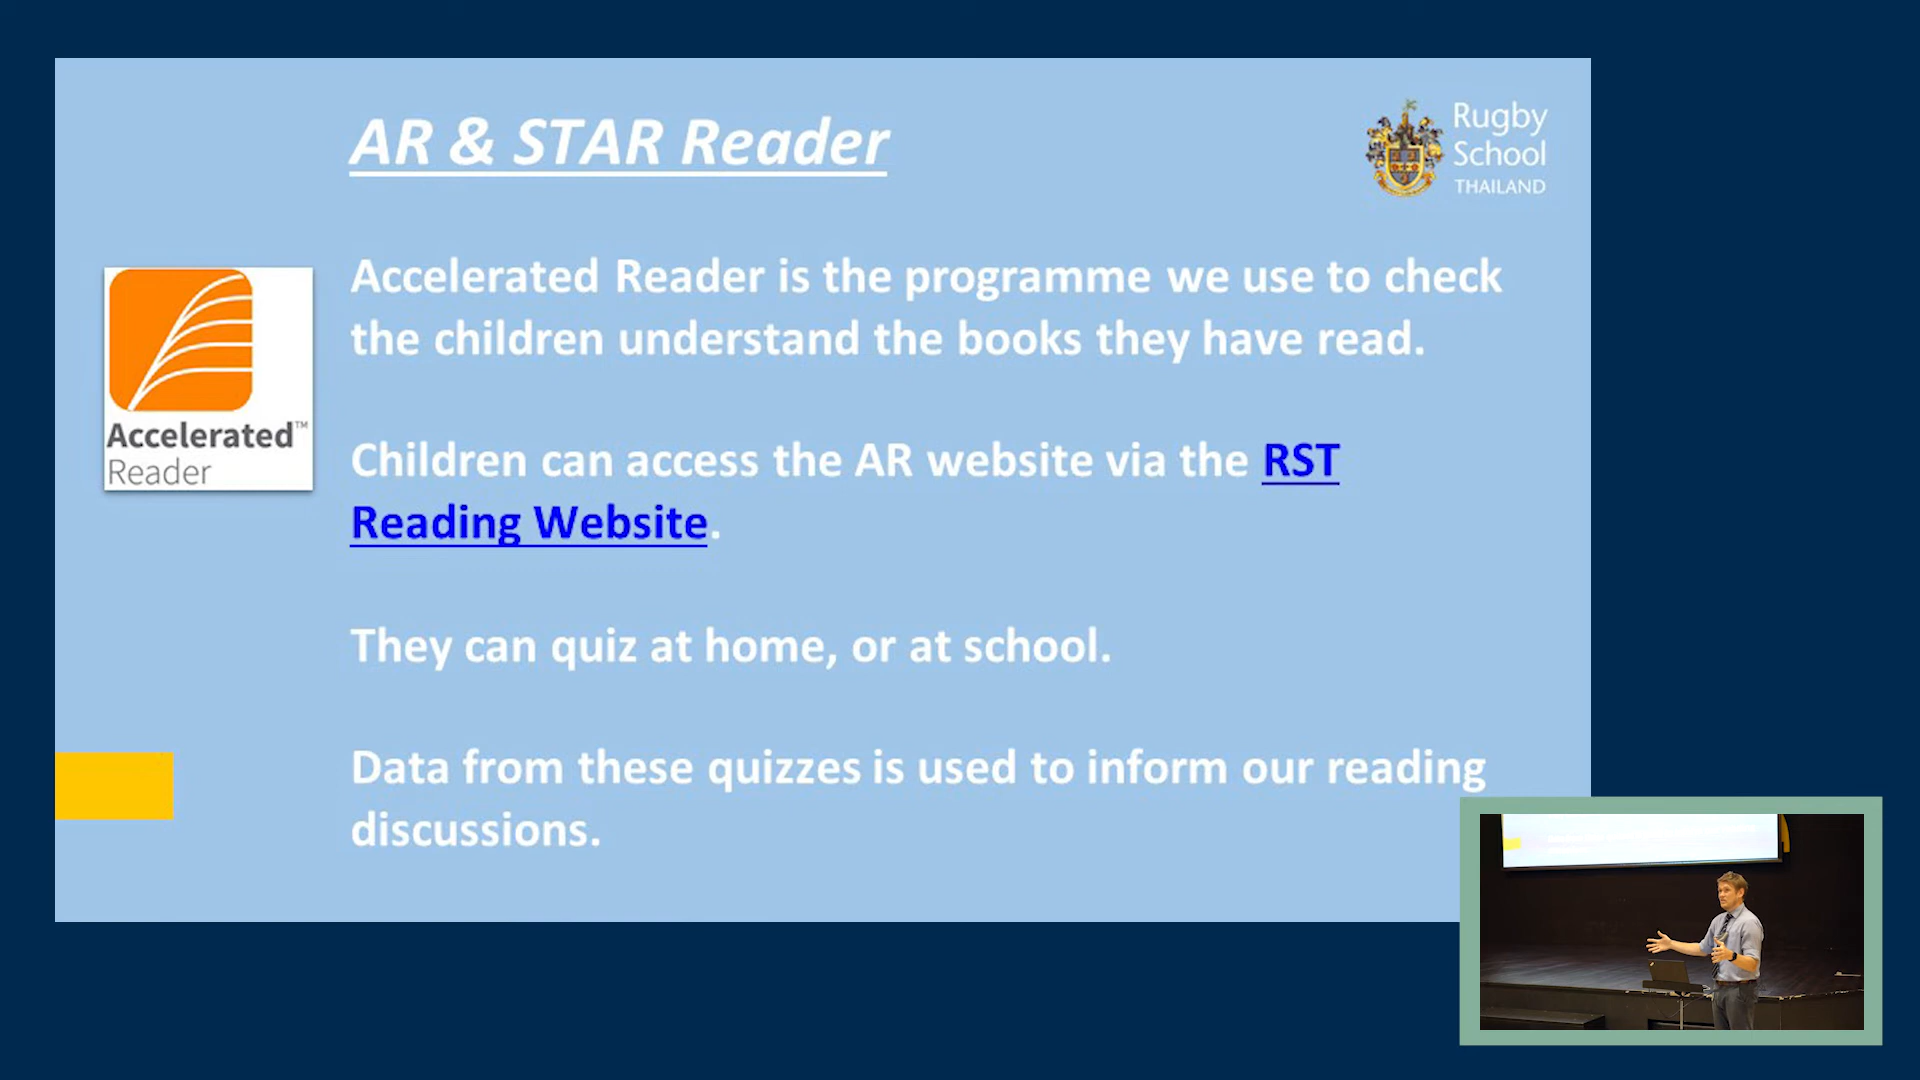 AR & STAR Reader
Rugby
School
THAILAND
Accelerated™
Reader
Accelerated Reader is the programme we use to check
the children understand the books they have read.
Children can access the AR website via the RST
Reading Website.
They can quiz at home, or at school.
Data from these quizzes is used to inform our reading
discussions.